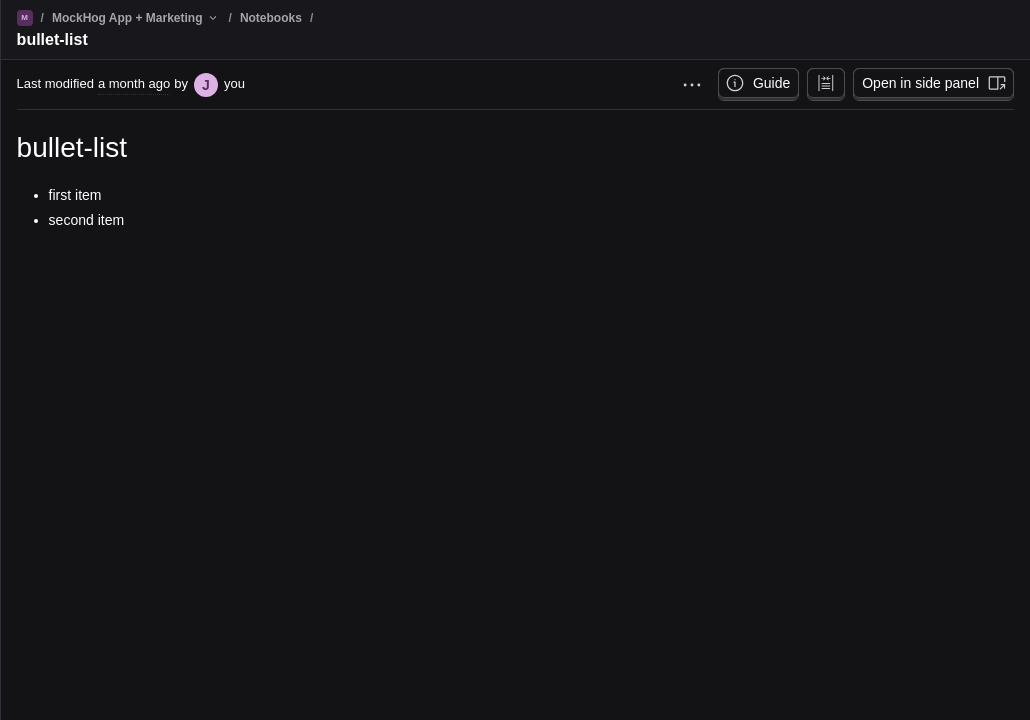 M / MockHog App + Marketing / Notebooks /
bullet-list
Last modified a month ago by J you
Guide
Open in side panel
bullet-list
• first item
• second item